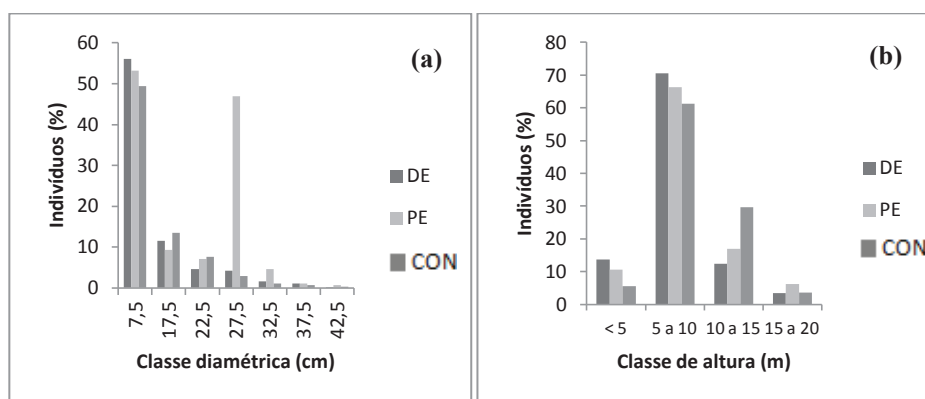 (a)
Indivíduos (%)
60
50
40
30
20
10
0
7,5
17,5
22,5
27,5
32,5
37,5
42,5
Classe diamétrica (cm)
DE
PE
CON
(b)
Indivíduos (%)
80
70
60
50
40
30
20
10
0
< 5
5 a 10
10 a 15
15 a 20
Classe de altura (m)
DE
PE
CON